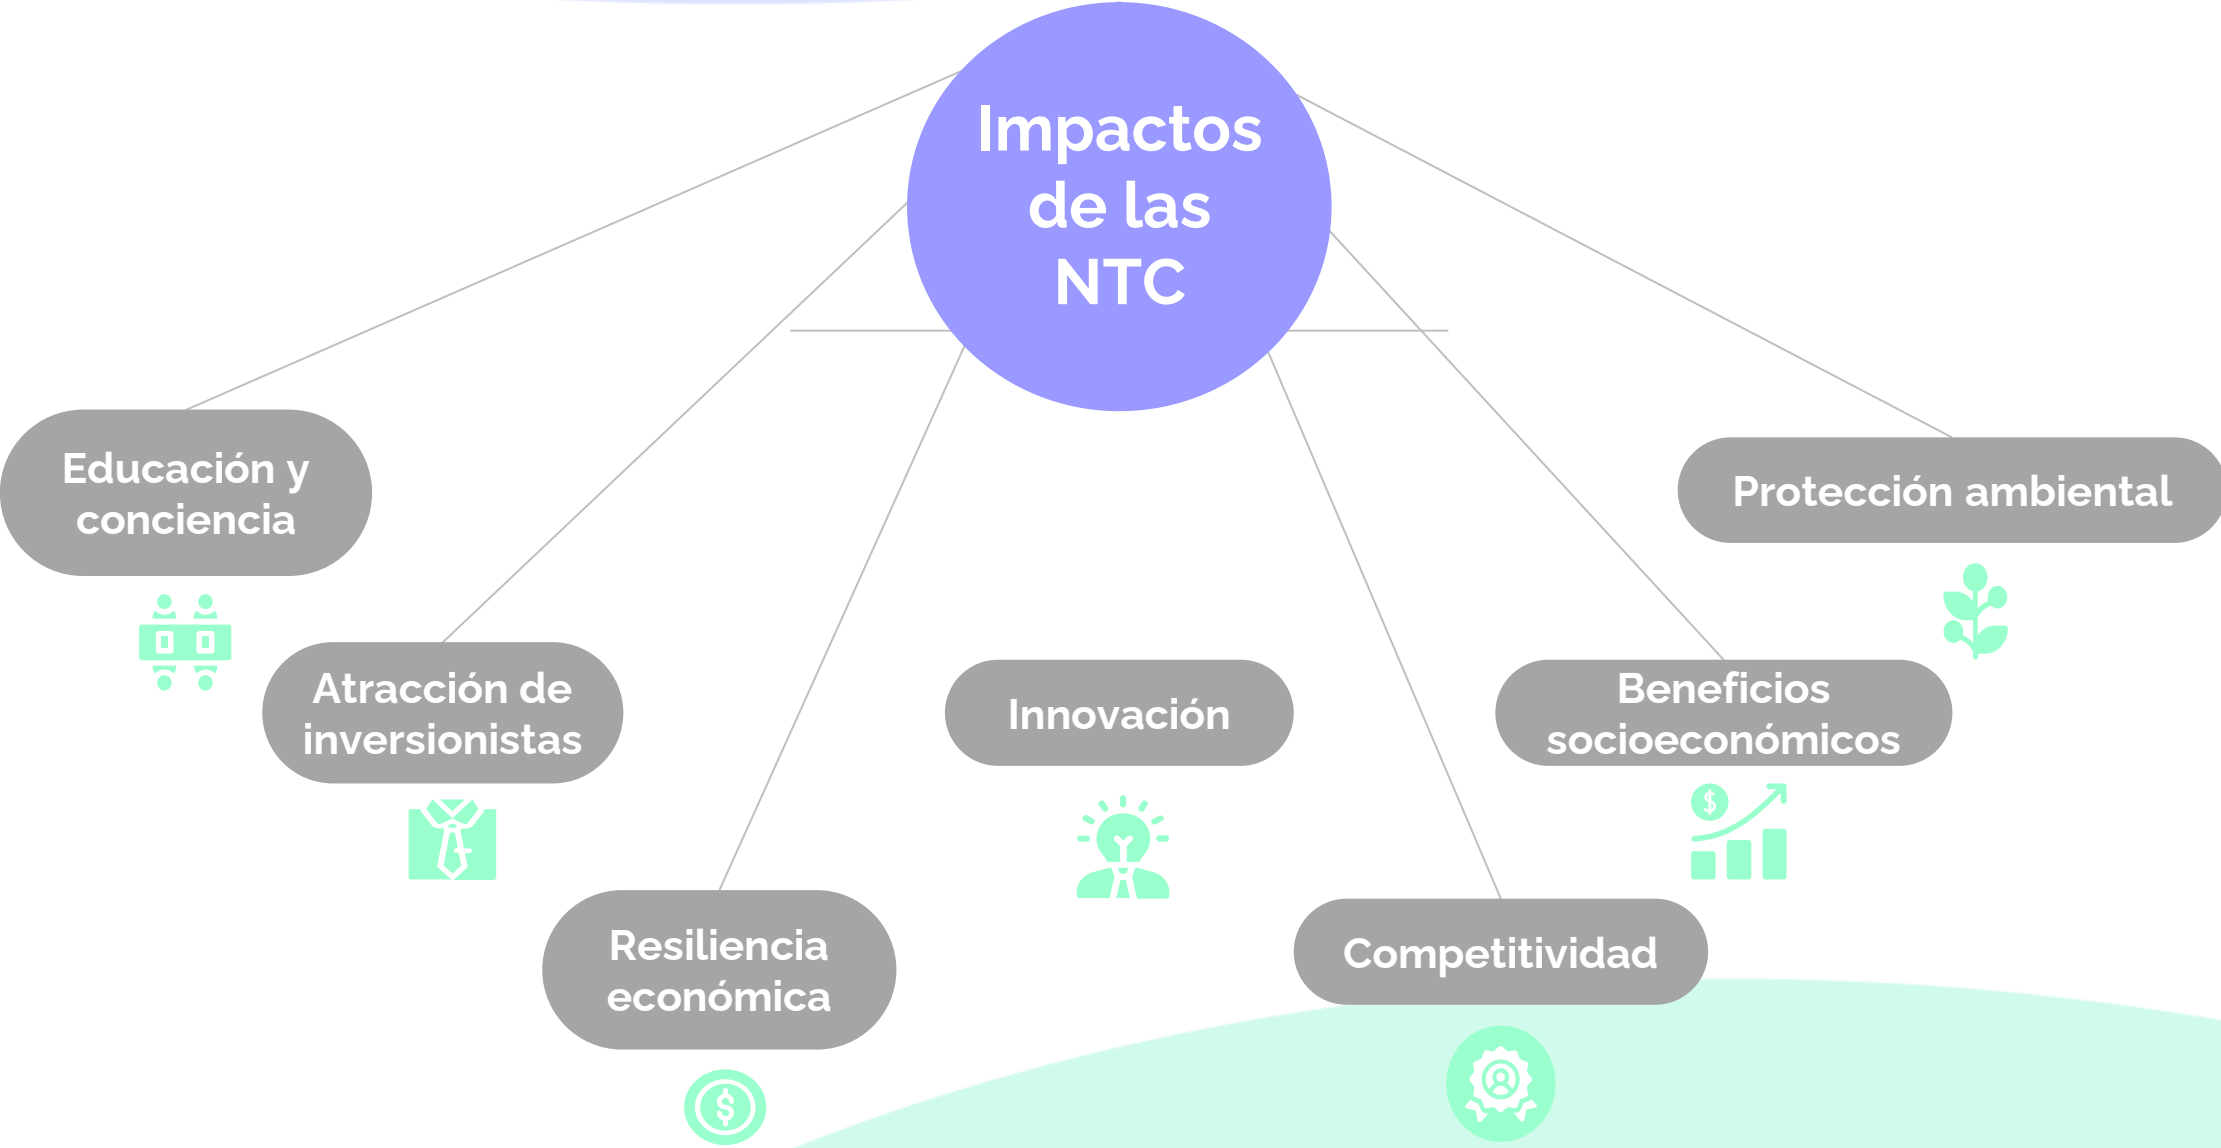 Impactos
de las
NTC
Educación y
conciencia
Protección ambiental
Atracción de
inversionistas
Innovación
Beneficios
socioeconómicos
$
Resiliencia
económica
Competitividad
$